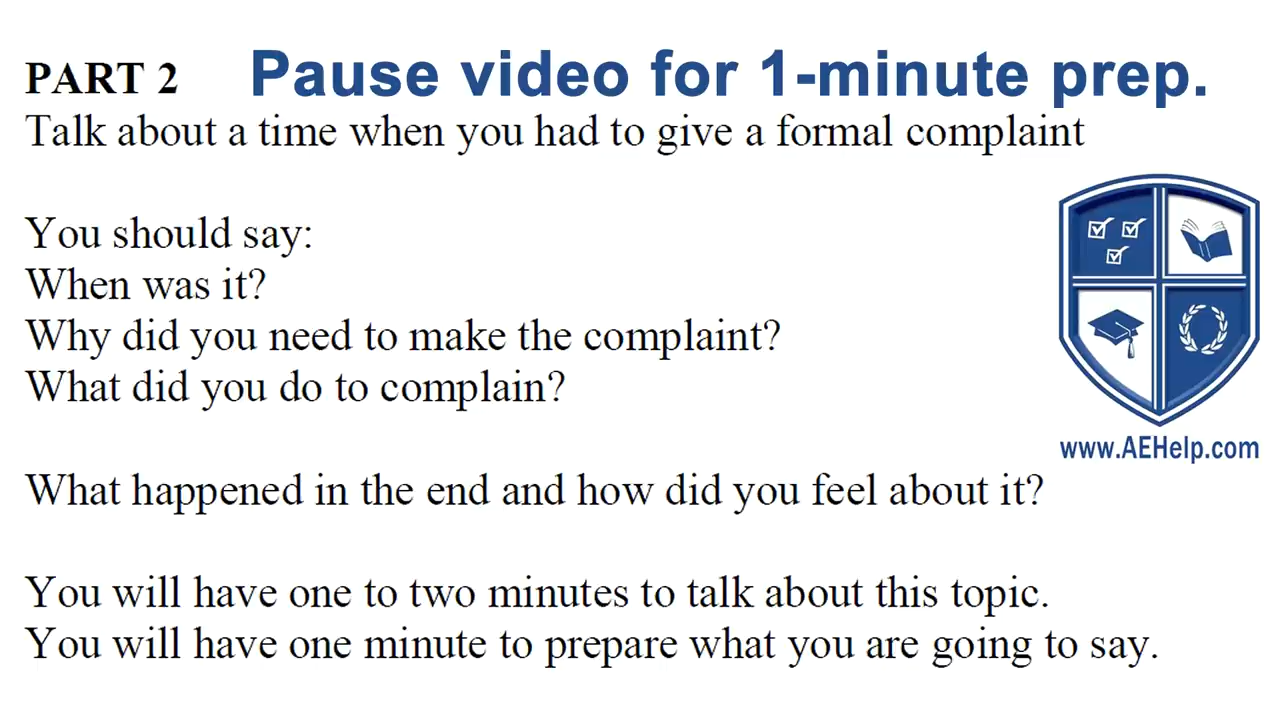 PART 2 Pause video for 1-minute prep.
Talk about a time when you had to give a formal complaint
You should say:
When was it?
Why did you need to make the complaint?
What did you do to complain?
www.AEHelp.com
What happened in the end and how did you feel about it?
You will have one to two minutes to talk about this topic.
You will have one minute to prepare what you are going to say.